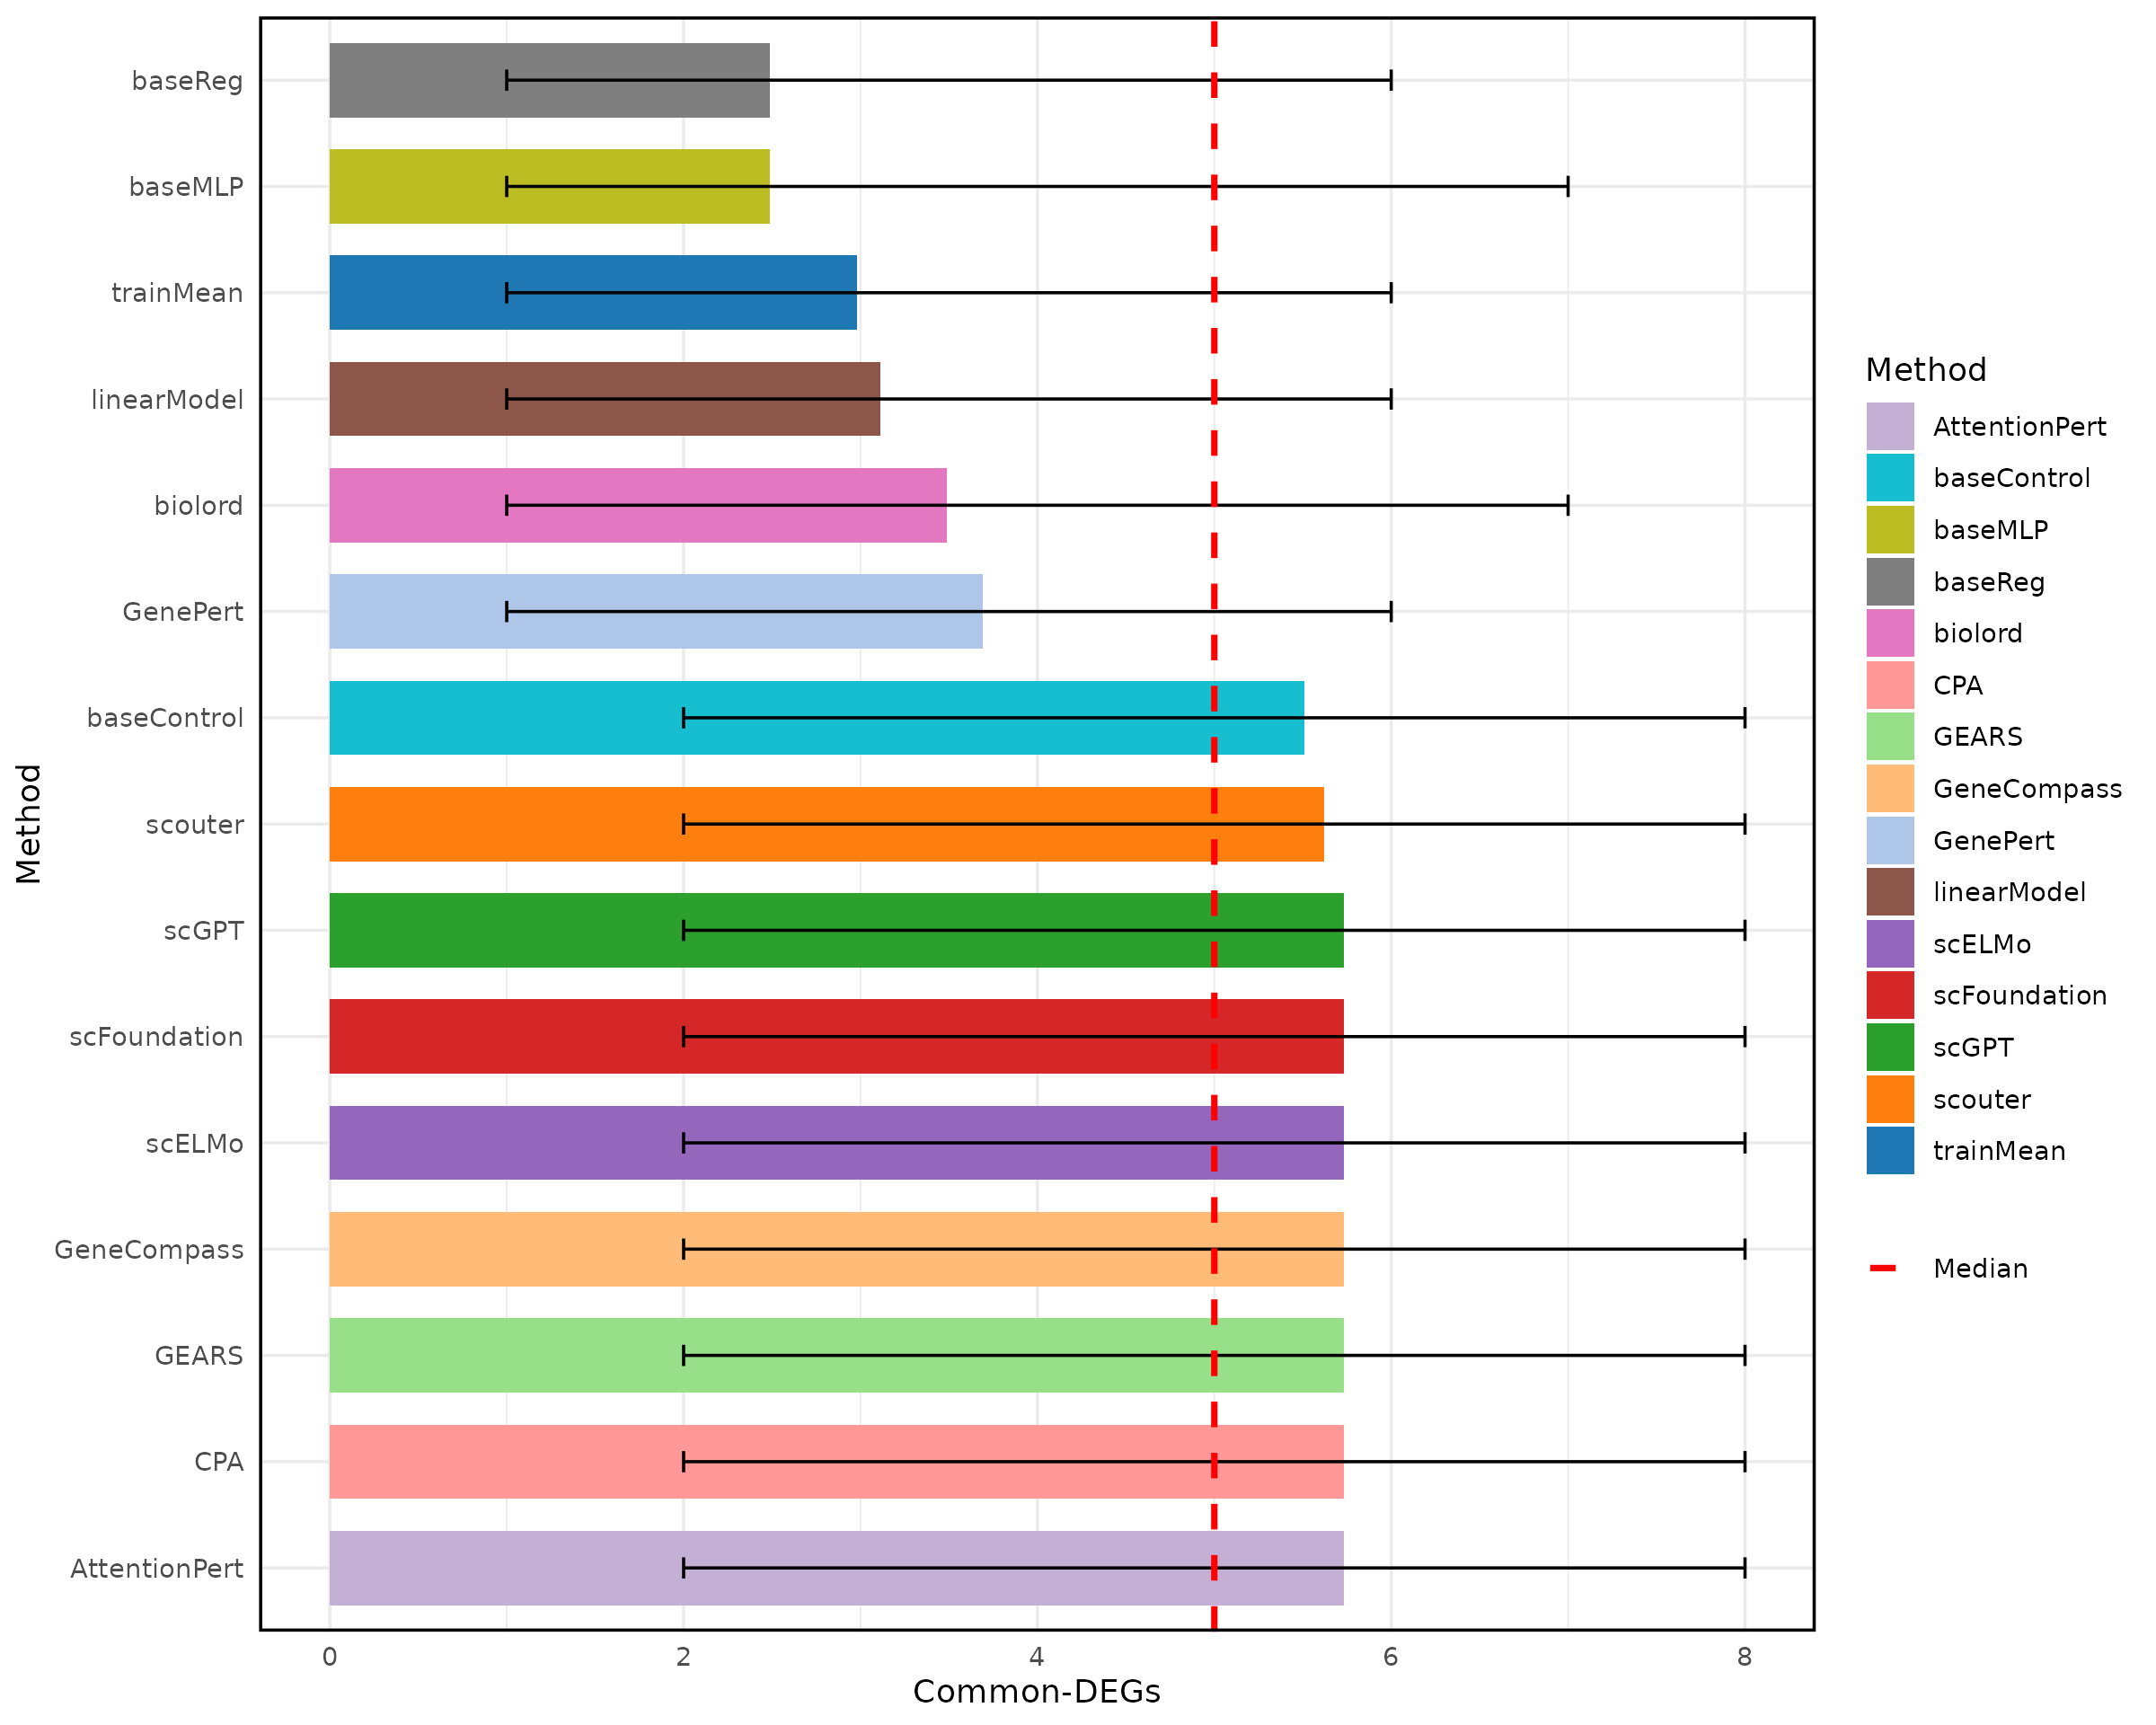 Method
baseReg
baseMLP
trainMean
linearModel
biolord
GenePert
baseControl
scouter
scGPT
scFoundation
scELMo
GeneCompass
GEARS
CPA
AttentionPert
0 2 4 6 8
Common-DEGs
Method
AttentionPert
baseControl
baseMLP
baseReg
biolord
CPA
GEARS
GeneCompass
GenePert
linearModel
scELMo
scFoundation
scGPT
scouter
trainMean
Median